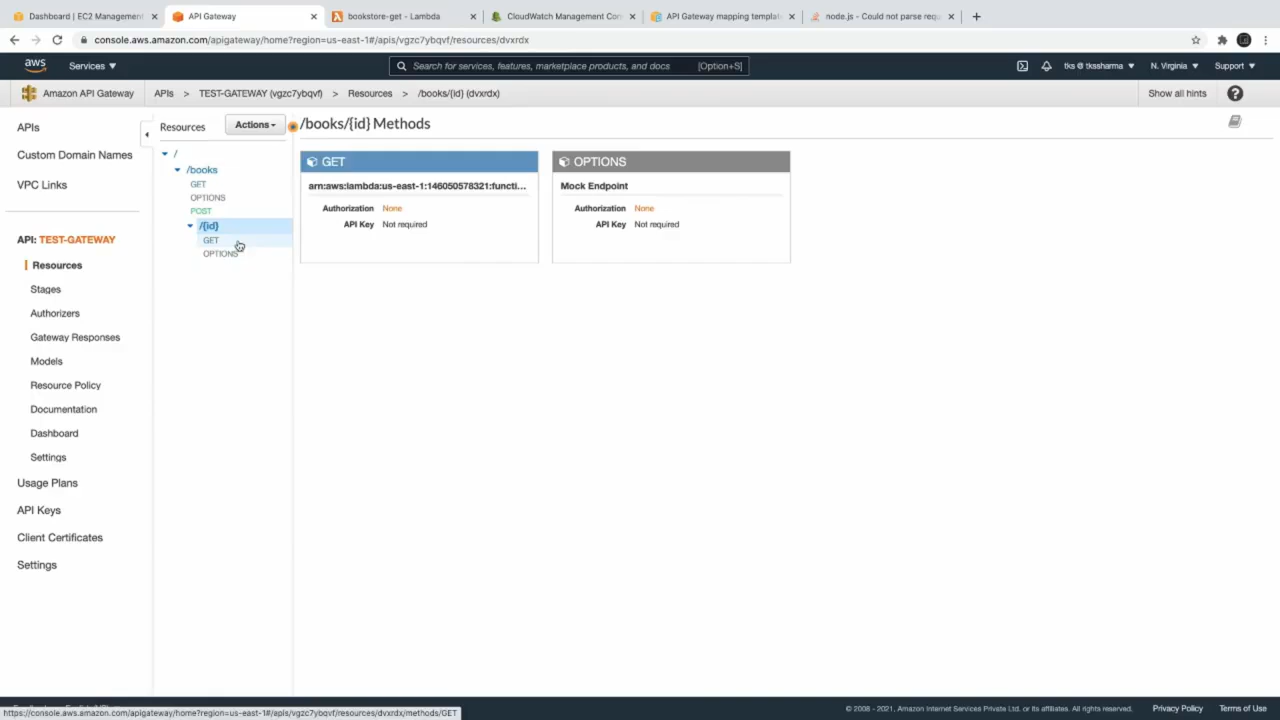 Dashboard | EC2 Management
API Gateway
bookstore-get - Lambda
CloudWatch Management Con
API Gateway mapping templat
node.js - Could not parse requ
console.aws.amazon.com/apigateway/home?region=us-east-1#/apis/vgzc7ybqvf/resources/dvxrdx
aws
Services
Search for services, features, marketplace products, and docs [Option+S]
tks @ tkssharma
N. Virginia
Support
Amazon API Gateway
APIs > TEST-GATEWAY (vgzc7ybqvf) > Resources > /books/{id} (dvxrdx)
Show all hints
APIs
Custom Domain Names
VPC Links
API: TEST-GATEWAY
Resources
Stages
Authorizers
Gateway Responses
Models
Resource Policy
Documentation
Dashboard
Settings
Usage Plans
API Keys
Client Certificates
Settings
Resources
Actions
/
/books
GET
OPTIONS
POST
/{id}
GET
OPTIONS
/books/{id} Methods
GET
arn:aws:lambda:us-east-1:146050578321:functi...
Authorization None
API Key Not required
OPTIONS
Mock Endpoint
Authorization None
API Key Not required
https://console.aws.amazon.com/apigateway/home?region=us-east-1#/apis/vgzc7ybqvf/resources/dvxrdx/methods/GET
© 2008 - 2021, Amazon Internet Services Private Ltd. or its affiliates. All rights reserved.
Privacy Policy
Terms of Use